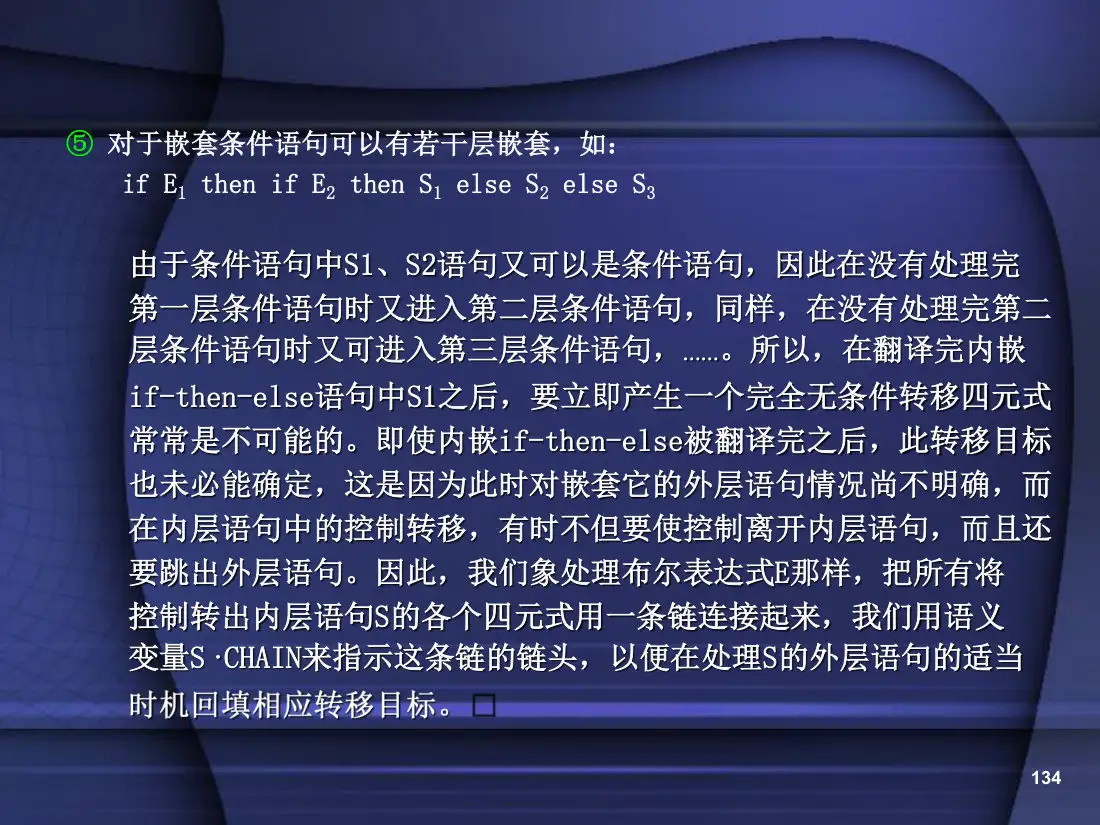 ⑤ 对于嵌套条件语句可以有若干层嵌套，如：
if E1 then if E2 then S1 else S2 else S3
由于条件语句中S1、S2语句又可以是条件语句，因此在没有处理完
第一层条件语句时又进入第二层条件语句，同样，在没有处理完第二
层条件语句时又可进入第三层条件语句，……。所以，在翻译完内嵌
if-then-else语句中S1之后，要立即产生一个完全无条件转移四元式
常常是不可能的。即使内嵌if-then-else被翻译完之后，此转移目标
也未必能确定，这是因为此时对嵌套它的外层语句情况尚不明确，而
在内层语句中的控制转移，有时不但要使控制离开内层语句，而且还
要跳出外层语句。因此，我们象处理布尔表达式E那样，把所有将
控制转出内层语句S的各个四元式用一条链连接起来，我们用语义
变量S·CHAIN来指示这条链的链头，以便在处理S的外层语句的适当
时机回填相应转移目标。□
134